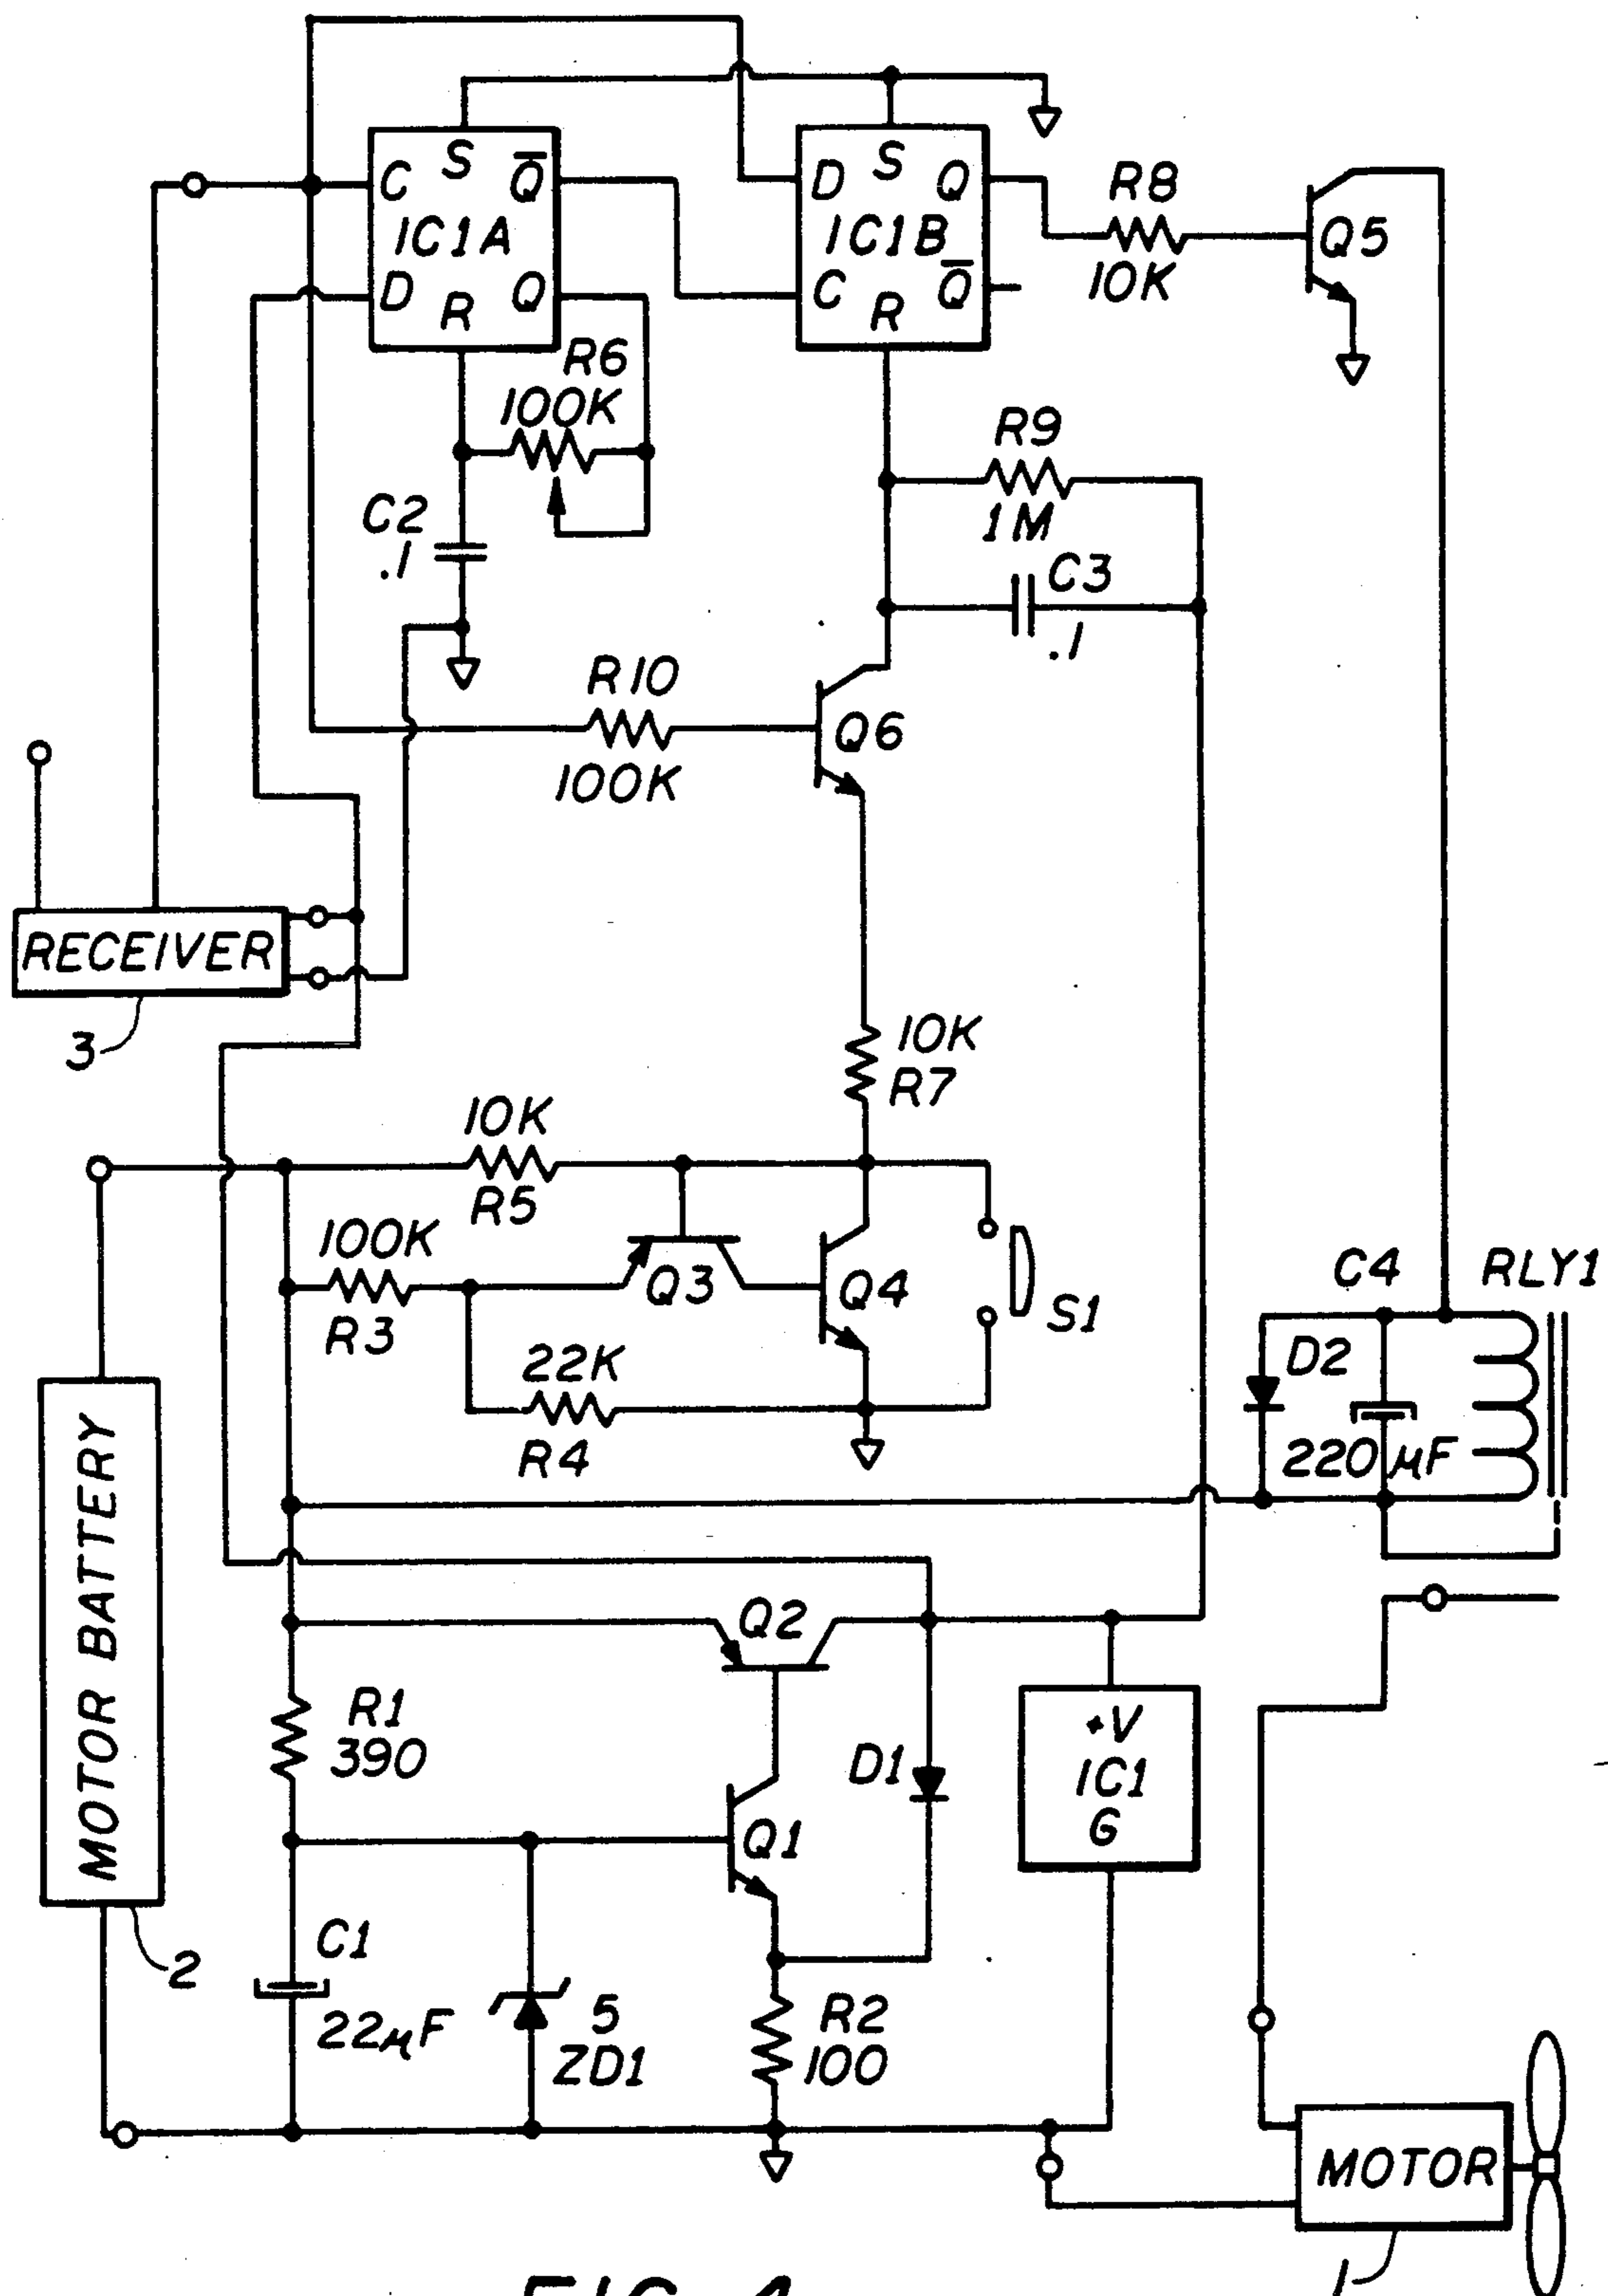 S
C
Q̅
IC1A
D
R
Q
D
S
Q
IC1B
C
R
Q̅
R8
10K
Q5
R6
100K
R9
1M
C2
.1
C3
.1
R10
100K
Q6
RECEIVER
3
10K
R7
10K
R5
100K
R3
Q3
Q4
S1
22K
R4
C4
RLY1
D2
220 µF
MOTOR BATTERY
2
Q2
R1
390
D1
+V
IC1
G
Q1
C1
22µF
5
ZD1
R2
100
MOTOR
1